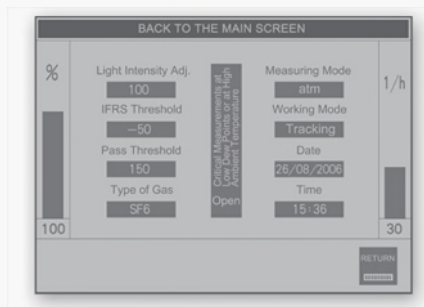 BACK TO THE MAIN SCREEN
%
100
Light Intensity Adj.
100
IFRS Threshold
–50
Pass Threshold
150
Type of Gas
SF6
Critical Measurements at
Low Dew Points or at High
Ambient Temperature
Open
Measuring Mode
atm
Working Mode
Tracking
Date
26/08/2006
Time
15:36
1/h
30
RETURN